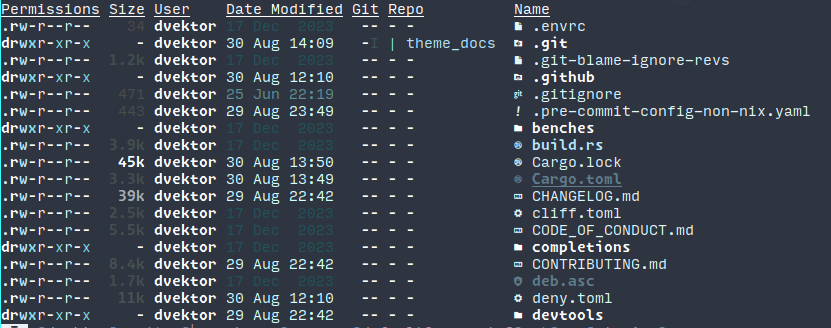 Permissions Size User Date Modified Git Repo Name
.rw-r--r-- 34 dvektor 17 Dec 2023 -- - - .envrc
drwxr-xr-x - dvektor 30 Aug 14:09 -I | theme_docs .git
.rw-r--r-- 1.2k dvektor 17 Dec 2023 -- - - .git-blame-ignore-revs
drwxr-xr-x - dvektor 30 Aug 12:10 -- - - .github
.rw-r--r-- 471 dvektor 25 Jun 22:19 -- - - .gitignore
.rw-r--r-- 443 dvektor 29 Aug 23:49 -- - - ! .pre-commit-config-non-nix.yaml
drwxr-xr-x - dvektor 17 Dec 2023 -- - - benches
.rw-r--r-- 3.9k dvektor 17 Dec 2023 -- - - build.rs
.rw-r--r-- 45k dvektor 30 Aug 13:50 -- - - Cargo.lock
.rw-r--r-- 3.3k dvektor 30 Aug 13:49 -- - - Cargo.toml
.rw-r--r-- 39k dvektor 29 Aug 22:42 -- - - CHANGELOG.md
.rw-r--r-- 2.5k dvektor 17 Dec 2023 -- - - cliff.toml
.rw-r--r-- 5.5k dvektor 17 Dec 2023 -- - - CODE_OF_CONDUCT.md
drwxr-xr-x - dvektor 17 Dec 2023 -- - - completions
.rw-r--r-- 8.4k dvektor 29 Aug 22:42 -- - - CONTRIBUTING.md
.rw-r--r-- 1.7k dvektor 17 Dec 2023 -- - - deb.asc
.rw-r--r-- 11k dvektor 30 Aug 12:10 -- - - deny.toml
drwxr-xr-x - dvektor 29 Aug 22:42 -- - - devtools